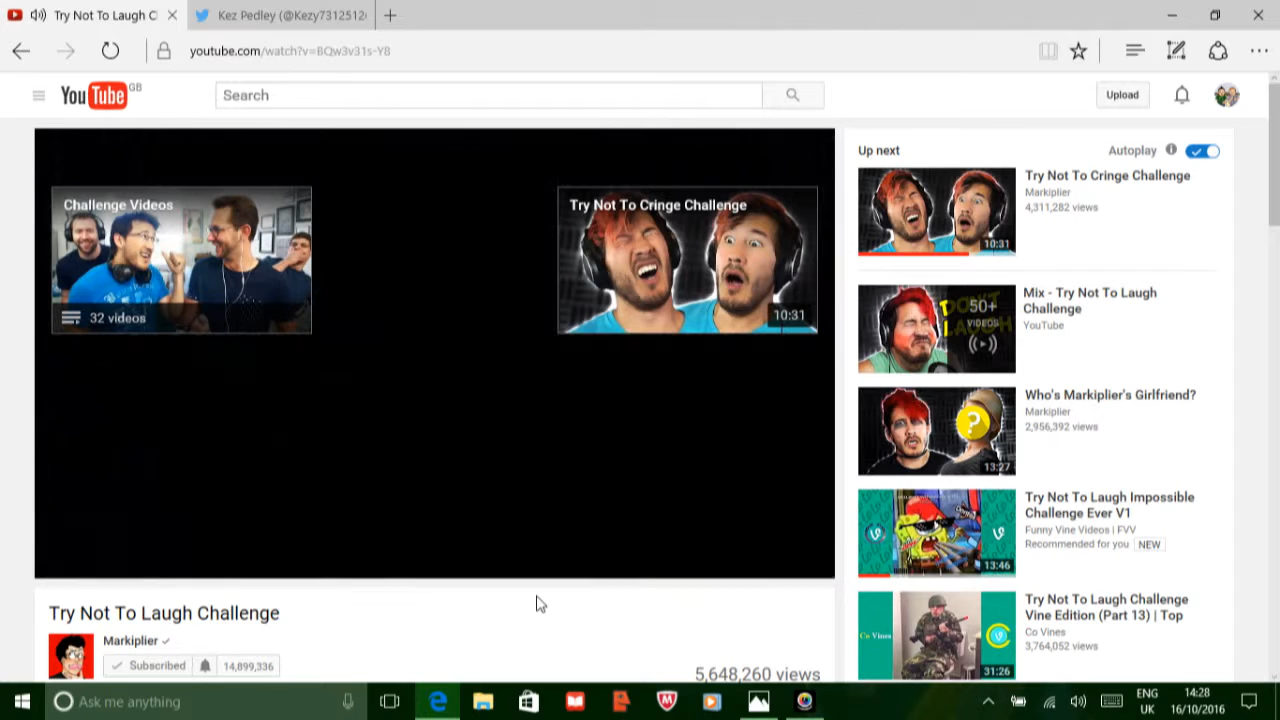 Try Not To Laugh C
Kez Pedley (@Kezy7312512
youtube.com/watch?v=BQw3v31s-Y8
YouTube GB
Search
Upload
Challenge Videos
32 videos
Try Not To Cringe Challenge
10:31
Up next
Autoplay
Try Not To Cringe Challenge
Markiplier
4,311,282 views
10:31
Mix - Try Not To Laugh
Challenge
YouTube
50+
VIDEOS
DON'T
LAUGH
Who's Markiplier's Girlfriend?
Markiplier
2,956,392 views
?
13:27
Try Not To Laugh Impossible
Challenge Ever V1
Funny Vine Videos | FVV
Recommended for you NEW
13:46
Try Not To Laugh Challenge
Vine Edition (Part 13) | Top
Co Vines
3,764,052 views
Co Vines
31:26
Try Not To Laugh Challenge
Markiplier
Subscribed 14,899,336
5,648,260 views
Ask me anything
ENG
UK
14:28
16/10/2016